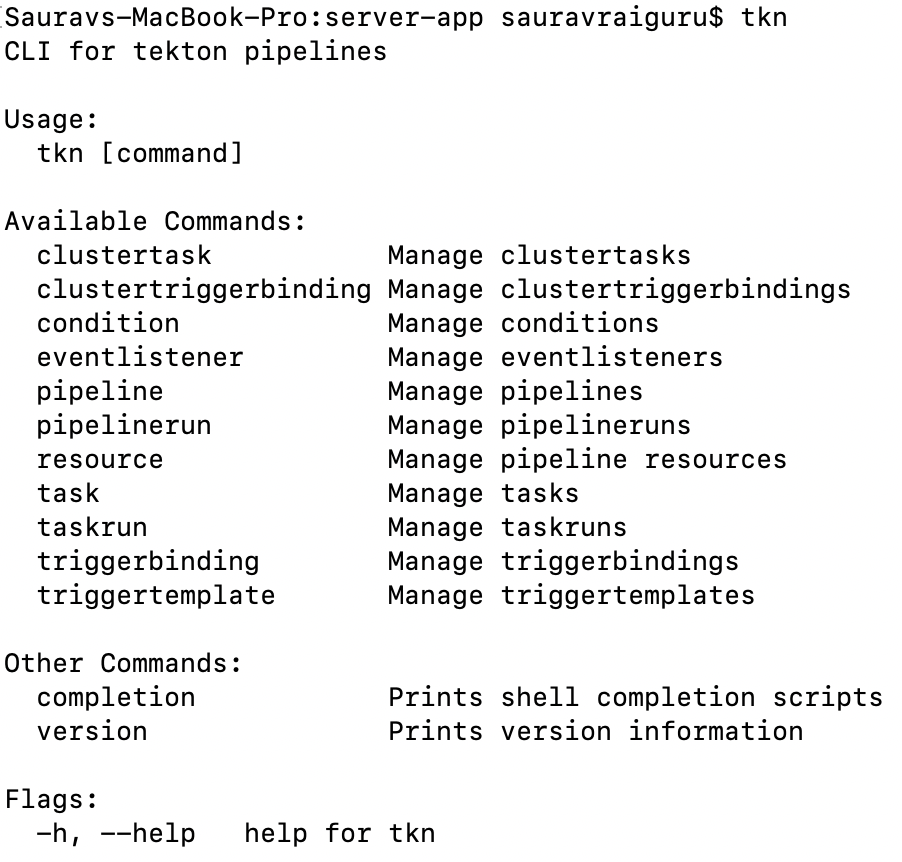 Sauravs-MacBook-Pro:server-app sauravraiguru$ tkn
CLI for tekton pipelines

Usage:
  tkn [command]

Available Commands:
  clustertask           Manage clustertasks
  clustertriggerbinding Manage clustertriggerbindings
  condition             Manage conditions
  eventlistener         Manage eventlisteners
  pipeline              Manage pipelines
  pipelinerun           Manage pipelineruns
  resource              Manage pipeline resources
  task                  Manage tasks
  taskrun               Manage taskruns
  triggerbinding        Manage triggerbindings
  triggertemplate       Manage triggertemplates

Other Commands:
  completion            Prints shell completion scripts
  version               Prints version information

Flags:
  -h, --help   help for tkn